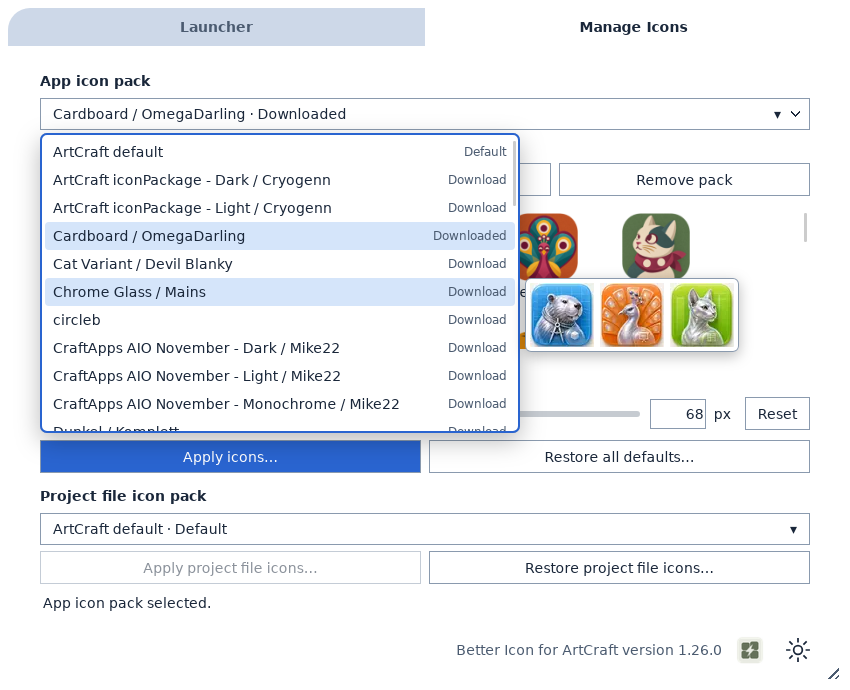 Launcher
Manage Icons
App icon pack
Cardboard / OmegaDarling · Downloaded
ArtCraft default Default
ArtCraft iconPackage - Dark / Cryogenn Download
ArtCraft iconPackage - Light / Cryogenn Download
Cardboard / OmegaDarling Downloaded
Cat Variant / Devil Blanky Download
Chrome Glass / Mains Download
circleb Download
CraftApps AIO November - Dark / Mike22 Download
CraftApps AIO November - Light / Mike22 Download
CraftApps AIO November - Monochrome / Mike22 Download
Dunkel / Komplett Download
Remove pack
68 px Reset
Apply icons... Restore all defaults...
Project file icon pack
ArtCraft default · Default
Apply project file icons... Restore project file icons...
App icon pack selected.
Better Icon for ArtCraft version 1.26.0